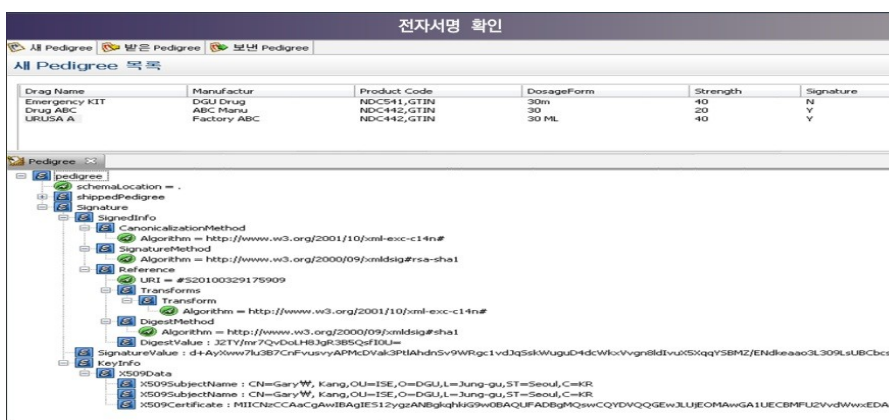 전자서명 확인
새 Pedigree 받은 Pedigree 보낸 Pedigree
새 Pedigree 목록
Drag Name Manufactur Product Code DosageForm Strength Signature
Emergency KIT DGU Drug NDC541,GTIN 30m 40 N
Drug ABC ABC Manu NDC442,GTIN 30 20 Y
URUSA A Factory ABC NDC442,GTIN 30 ML 40 Y
Pedigree
pedigree
schemaLocation = .
shippedPedigree
Signature
SignedInfo
CanonicalizationMethod
Algorithm = http://www.w3.org/2001/10/xml-exc-c14n#
SignatureMethod
Algorithm = http://www.w3.org/2000/09/xmldsig#rsa-sha1
Reference
URI = #S20100329175909
Transforms
Transform
Algorithm = http://www.w3.org/2001/10/xml-exc-c14n#
DigestMethod
Algorithm = http://www.w3.org/2000/09/xmldsig#sha1
DigestValue : J2TY/mr7QvDoLH8JgR3B5QsfI0U=
SignatureValue :
KeyInfo
X509Data
X509SubjectName : CN=Gary₩, Kang,OU=ISE,O=DGU,L=Jung-gu,ST=Seoul,C=KR
X509SubjectName : CN=Gary₩, Kang,OU=ISE,O=DGU,L=Jung-gu,ST=Seoul,C=KR
X509Certificate :